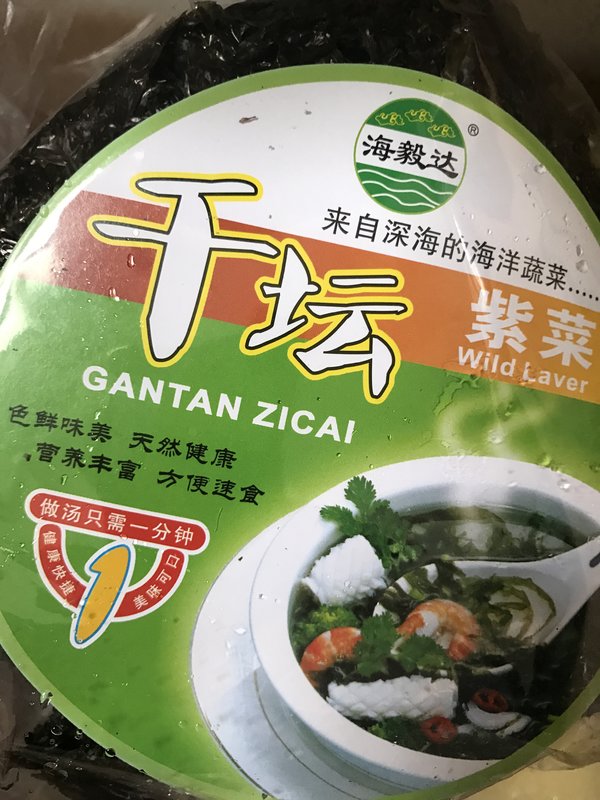 海毅达
®
来自深海的海洋蔬菜......
干坛
紫菜
Wild Laver
GANTAN ZICAI
色鲜味美 天然健康
营养丰富 方便速食
做汤只需一分钟
健康快捷
1
美味可口